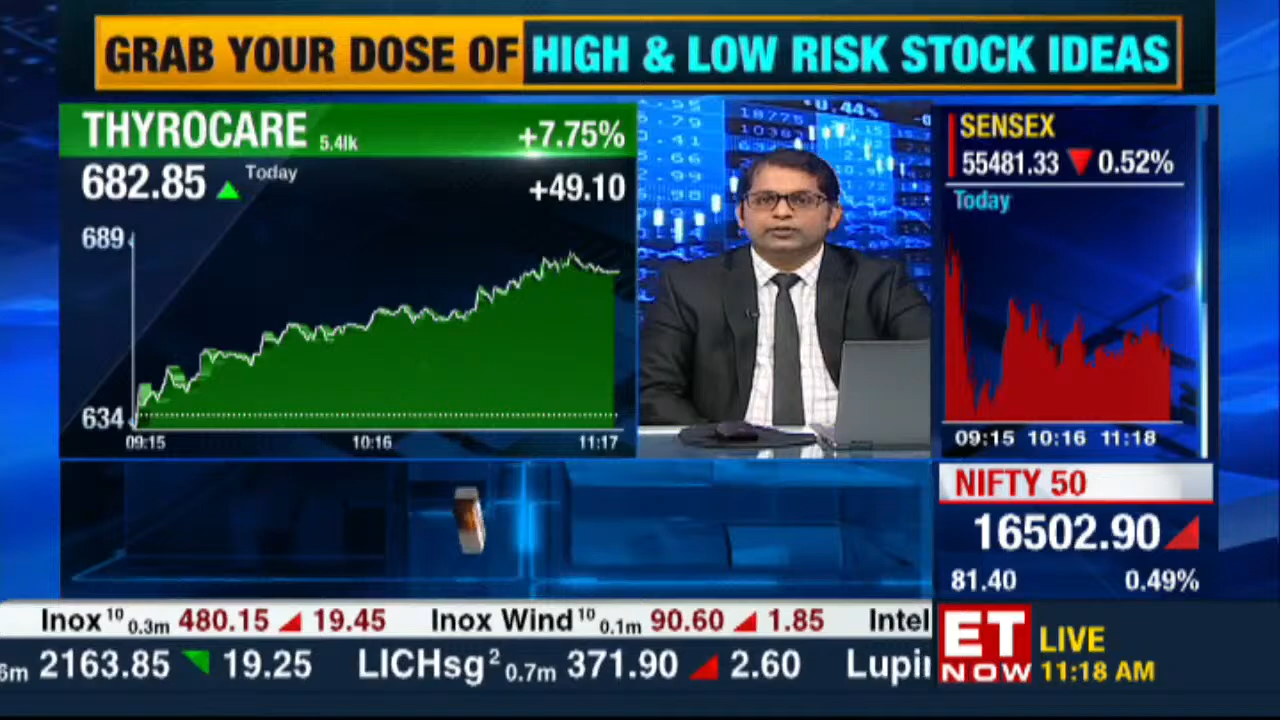 GRAB YOUR DOSE OF HIGH & LOW RISK STOCK IDEAS
THYROCARE 5.4lk +7.75%
682.85 Today +49.10
689
634
09:15 10:16 11:17
0.44%
18775
SENSEX
55481.33 0.52%
Today
09:15 10:16 11:18
NIFTY 50
16502.90
81.40 0.49%
Inox 10 0.3m 480.15 19.45 Inox Wind 10 0.1m 90.60 1.85 Intel
6m 2163.85 19.25 LICHsg 2 0.7m 371.90 2.60 Lupi
ET NOW
LIVE
11:18 AM